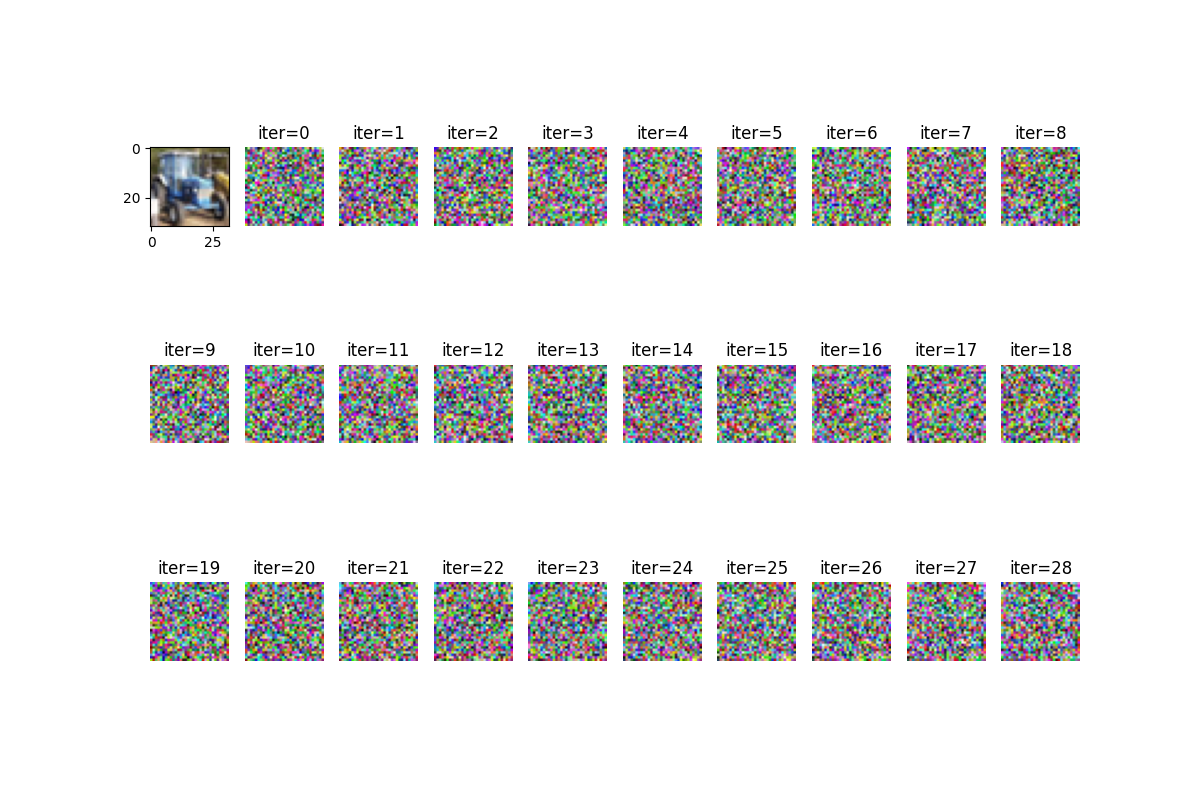 iter=0 iter=1 iter=2 iter=3 iter=4 iter=5 iter=6 iter=7 iter=8
0
20
0 25
iter=9 iter=10 iter=11 iter=12 iter=13 iter=14 iter=15 iter=16 iter=17 iter=18
iter=19 iter=20 iter=21 iter=22 iter=23 iter=24 iter=25 iter=26 iter=27 iter=28